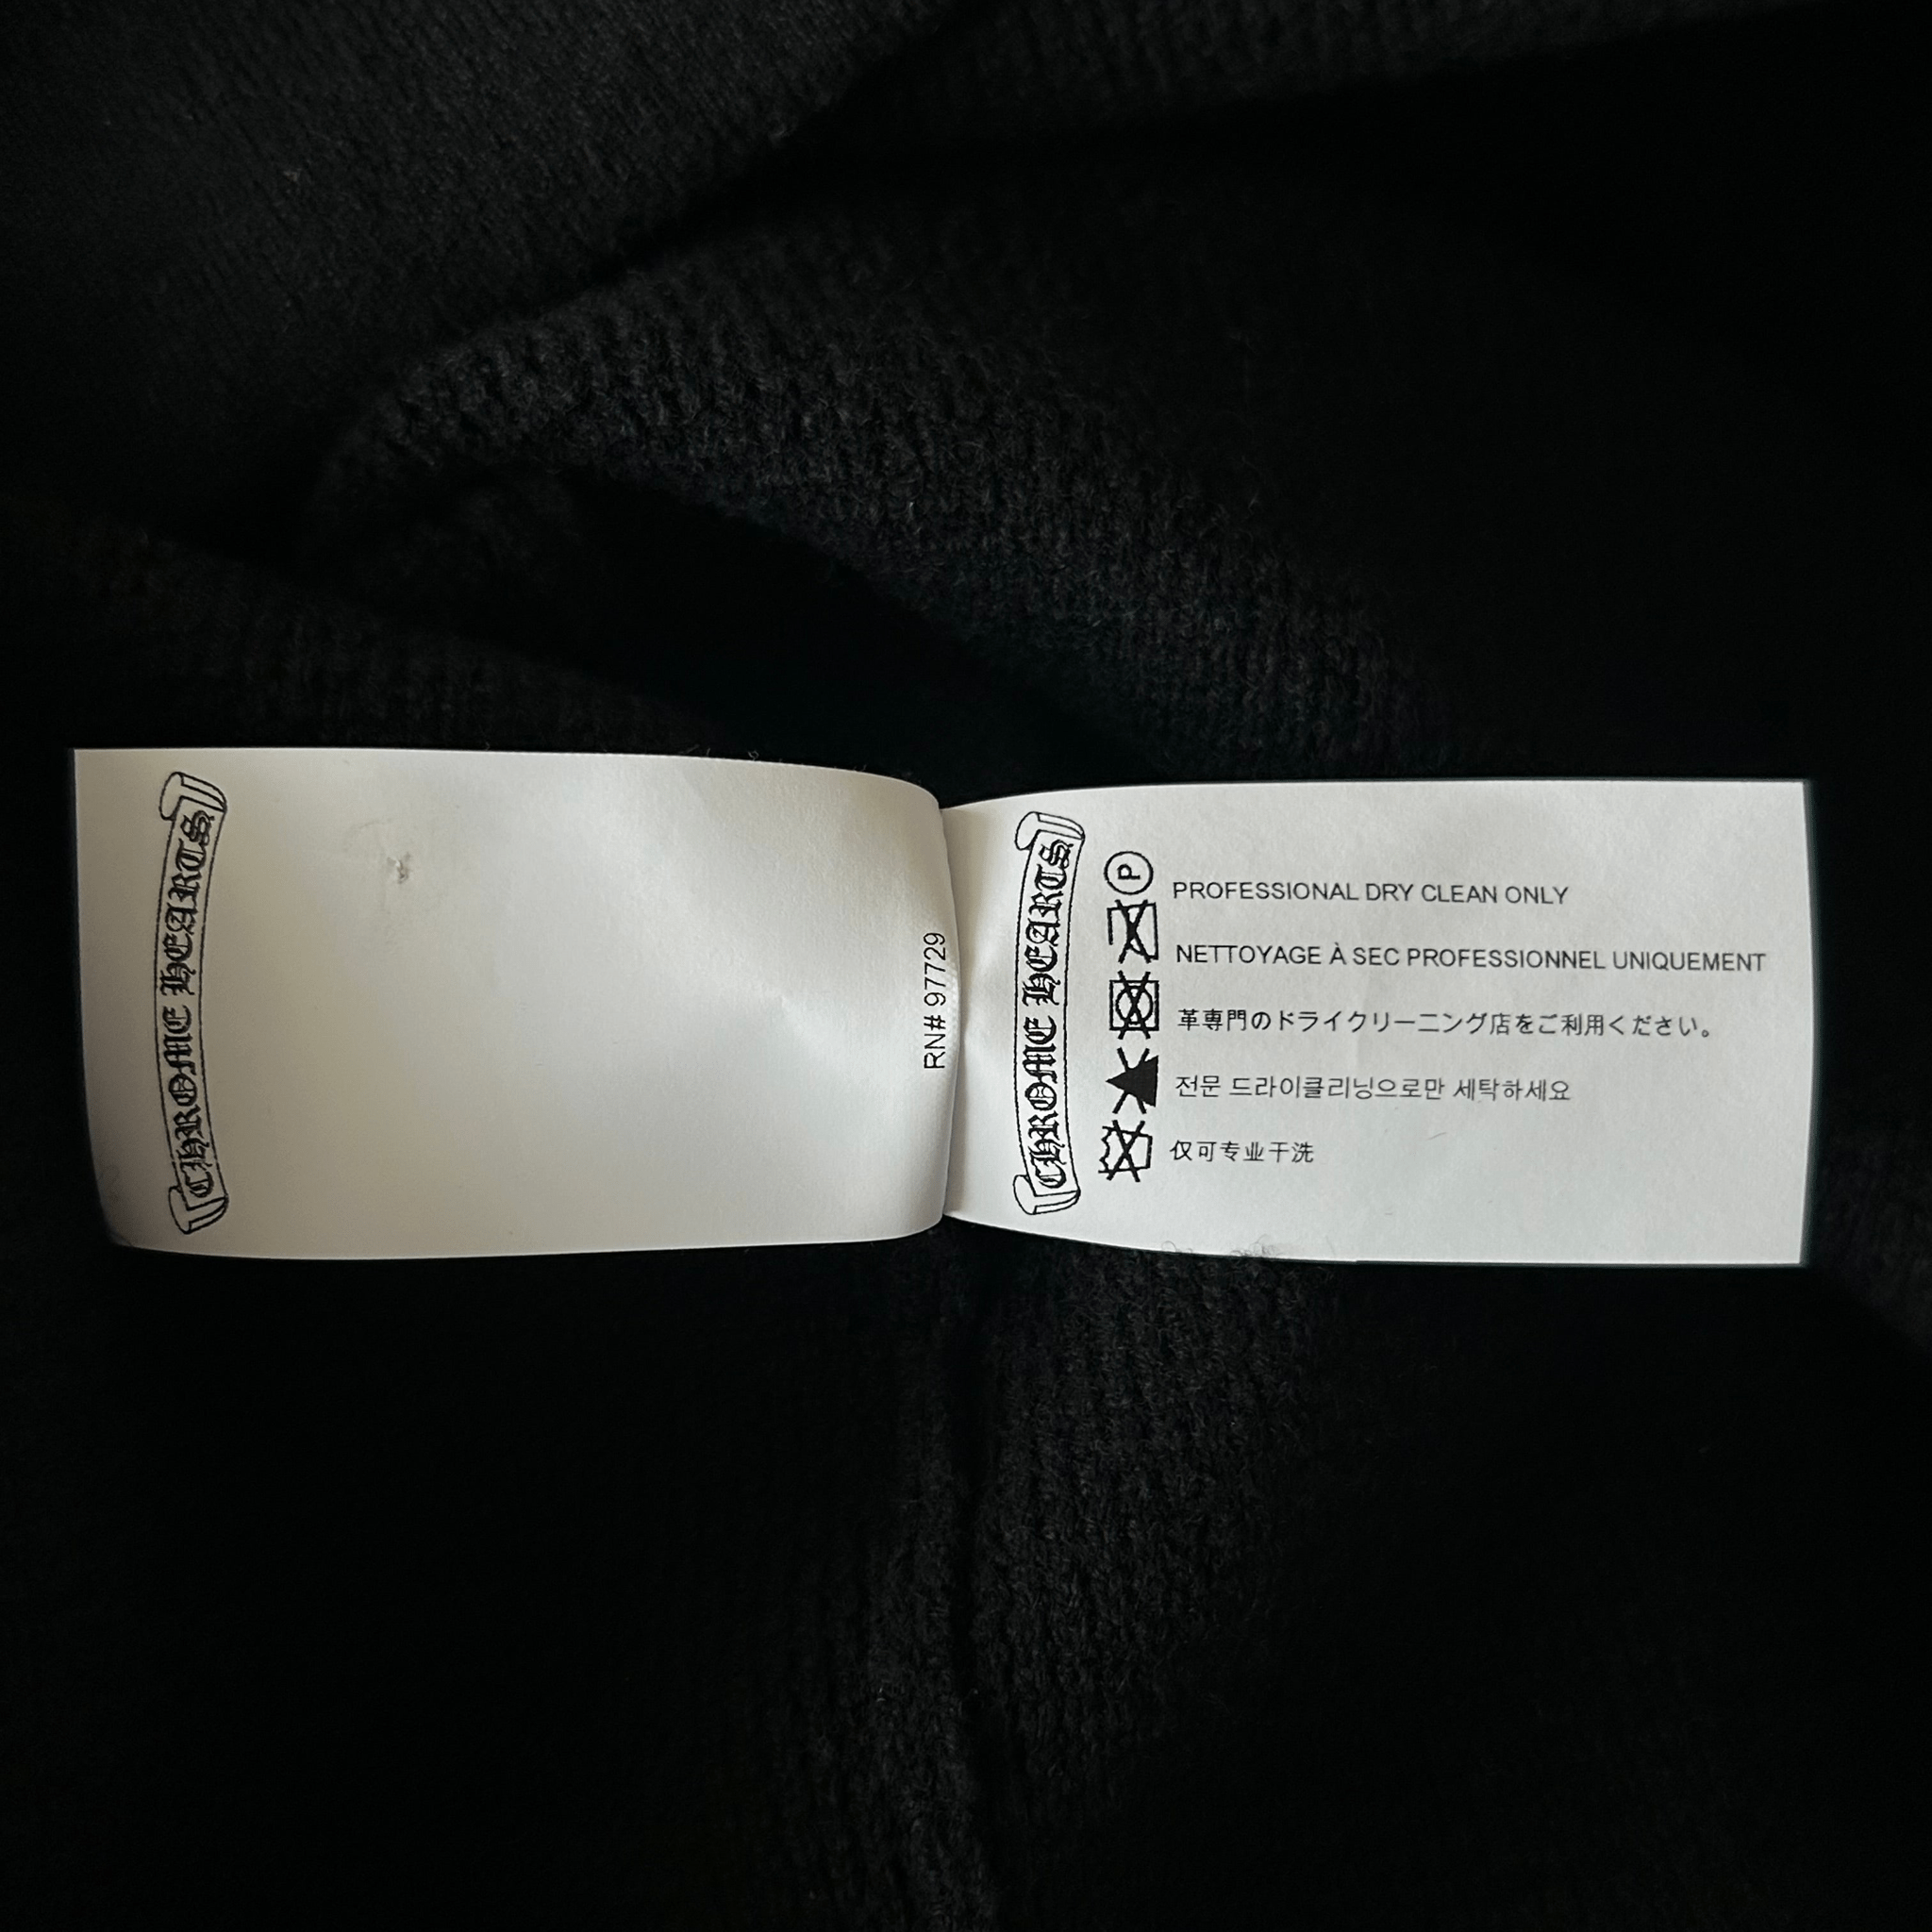 CHROME HEARTS
RN# 97729
CHROME HEARTS
P
PROFESSIONAL DRY CLEAN ONLY
NETTOYAGE À SEC PROFESSIONNEL UNIQUEMENT
革専門のドライクリーニング店をご利用ください。
전문 드라이클리닝으로만 세탁하세요
仅可专业干洗